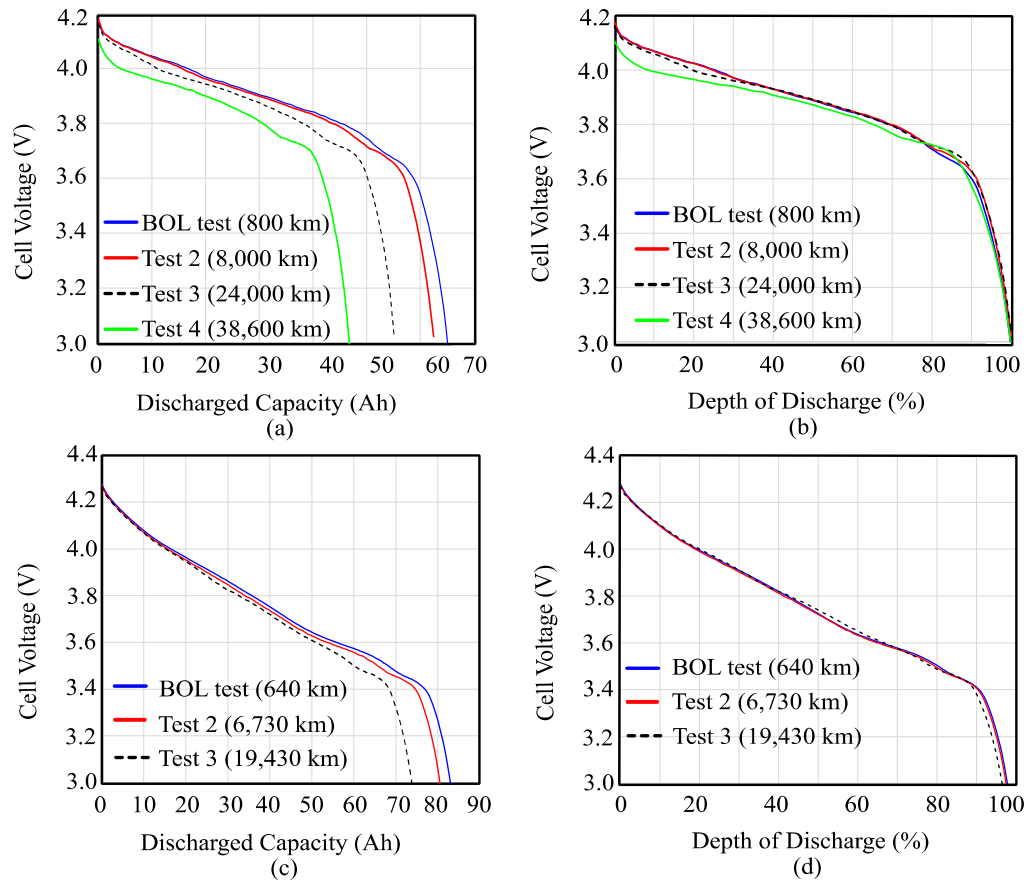 4.2
4.0
3.8
3.6
3.4
3.2
3.0
Cell Voltage (V)
BOL test (800 km)
Test 2 (8,000 km)
Test 3 (24,000 km)
Test 4 (38,600 km)
0 10 20 30 40 50 60 70
Discharged Capacity (Ah)
(a)
4.2
4.0
3.8
3.6
3.4
3.2
3.0
Cell Voltage (V)
BOL test (800 km)
Test 2 (8,000 km)
Test 3 (24,000 km)
Test 4 (38,600 km)
0 20 40 60 80 100
Depth of Discharge (%)
(b)
4.4
4.2
4.0
3.8
3.6
3.4
3.2
3.0
Cell Voltage (V)
BOL test (640 km)
Test 2 (6,730 km)
Test 3 (19,430 km)
0 10 20 30 40 50 60 70 80 90
Discharged Capacity (Ah)
(c)
4.4
4.2
4.0
3.8
3.6
3.4
3.2
3.0
Cell Voltage (V)
BOL test (640 km)
Test 2 (6,730 km)
Test 3 (19,430 km)
0 20 40 60 80 100
Depth of Discharge (%)
(d)